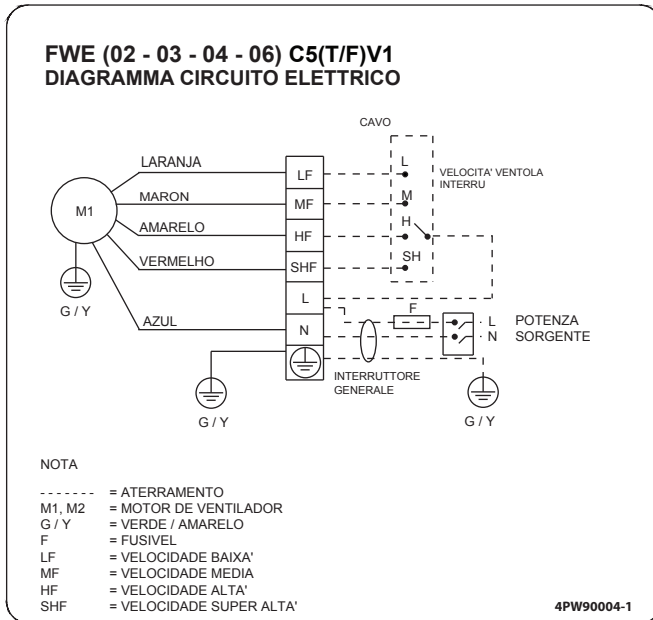 FWE (02 - 03 - 04 - 06) C5(T/F)V1
DIAGRAMMA CIRCUITO ELETTRICO
CAVO
LARANJA
MARON
AMARELO
VERMELHO
AZUL
M1
G / Y
LF
MF
HF
SHF
L
N
G / Y
L
M
H
SH
VELOCITA' VENTOLA
INTERRU
F
L
N
POTENZA
SORGENTE
INTERRUTTORE
GENERALE
G / Y
NOTA
- - - - - - - = ATERRAMENTO
M1, M2 = MOTOR DE VENTILADOR
G / Y = VERDE / AMARELO
F = FUSIVEL
LF = VELOCIDADE BAIXA'
MF = VELOCIDADE MEDIA
HF = VELOCIDADE ALTA'
SHF = VELOCIDADE SUPER ALTA'
4PW90004-1